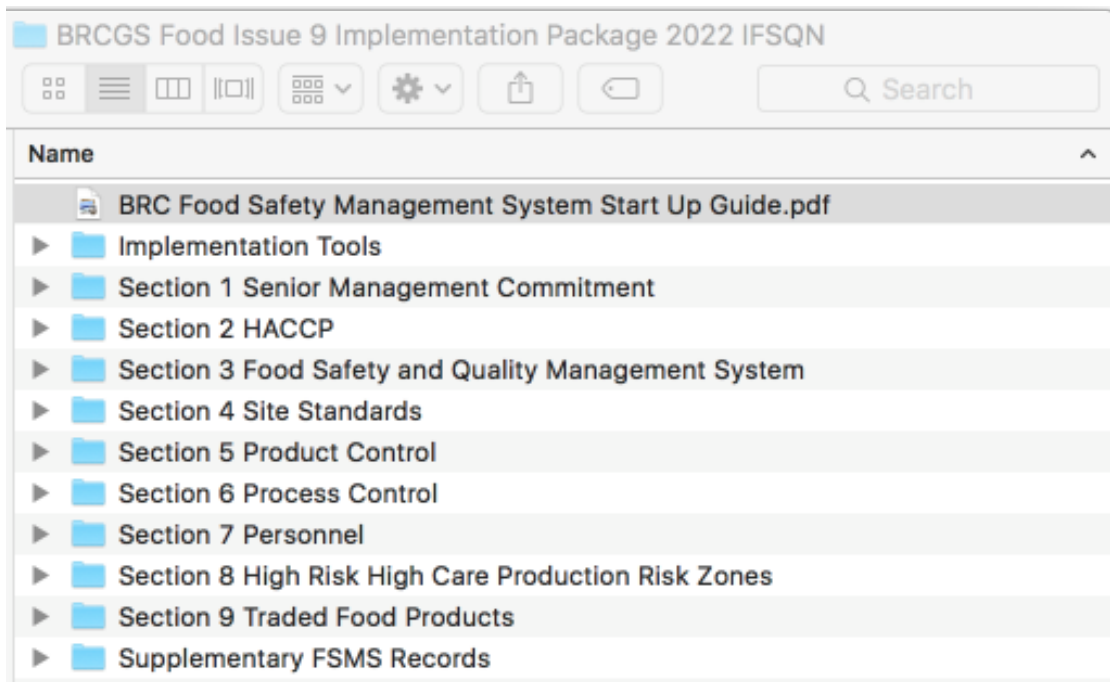 BRCGS Food Issue 9 Implementation Package 2022 IFSQN
Search
Name
BRC Food Safety Management System Start Up Guide.pdf
Implementation Tools
Section 1 Senior Management Commitment
Section 2 HACCP
Section 3 Food Safety and Quality Management System
Section 4 Site Standards
Section 5 Product Control
Section 6 Process Control
Section 7 Personnel
Section 8 High Risk High Care Production Risk Zones
Section 9 Traded Food Products
Supplementary FSMS Records